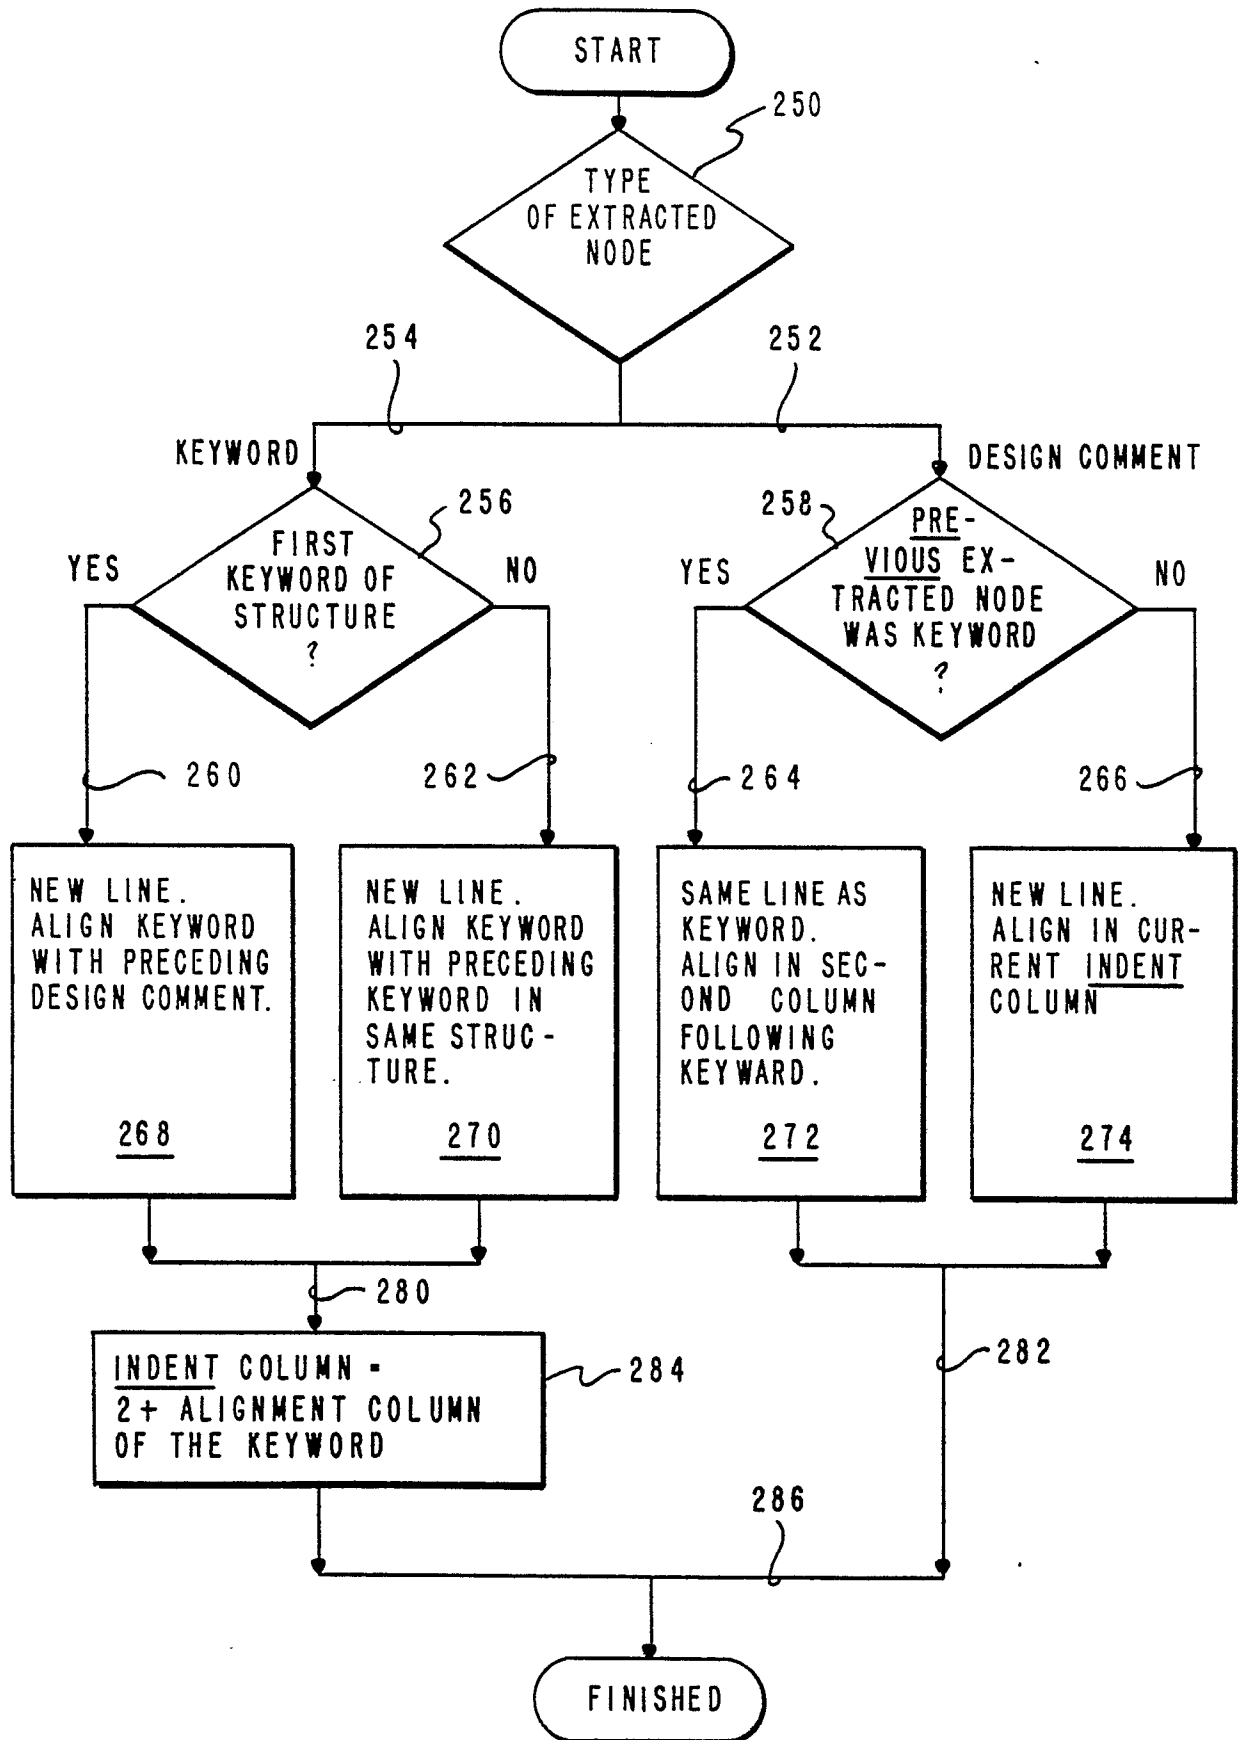 START
250
TYPE
OF EXTRACTED
NODE
254
252
KEYWORD
DESIGN COMMENT
256
258
FIRST
KEYWORD OF
STRUCTURE
?
YES
NO
PRE-
VIOUS EX-
TRACTED NODE
WAS KEYWORD
?
YES
NO
260
262
264
266
NEW LINE.
ALIGN KEYWORD
WITH PRECEDING
DESIGN COMMENT.
268
NEW LINE.
ALIGN KEYWORD
WITH PRECEDING
KEYWORD IN
SAME STRUC-
TURE.
270
SAME LINE AS
KEYWORD.
ALIGN IN SEC-
OND COLUMN
FOLLOWING
KEYWARD.
272
NEW LINE.
ALIGN IN CUR-
RENT INDENT
COLUMN
274
280
282
INDENT COLUMN =
2+ ALIGNMENT COLUMN
OF THE KEYWORD
284
286
FINISHED